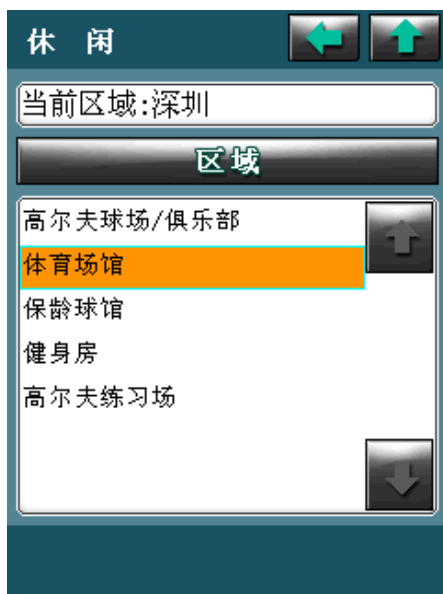 休 闲
当前区域:深圳
区域
高尔夫球场/俱乐部
体育场馆
保龄球馆
健身房
高尔夫练习场